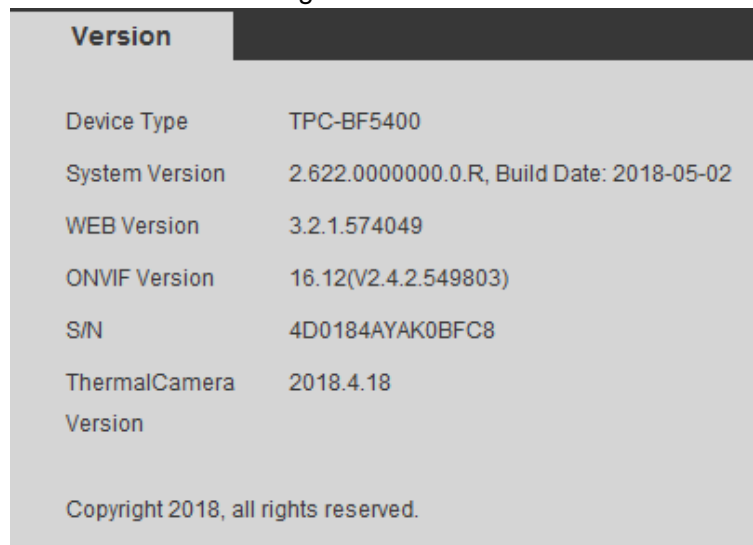 Version
Device Type TPC-BF5400
System Version 2.622.0000000.0.R, Build Date: 2018-05-02
WEB Version 3.2.1.574049
ONVIF Version 16.12(V2.4.2.549803)
S/N 4D0184AYAK0BFC8
ThermalCamera 2018.4.18
Version
Copyright 2018, all rights reserved.